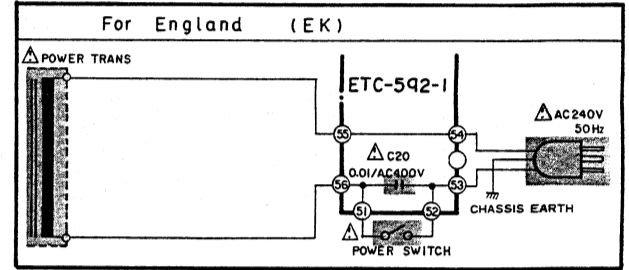 For England (EK)
POWER TRANS
ETC-592-1
AC240V
50Hz
55
54
C20
0.01/AC400V
56
53
51
52
CHASSIS EARTH
POWER SWITCH